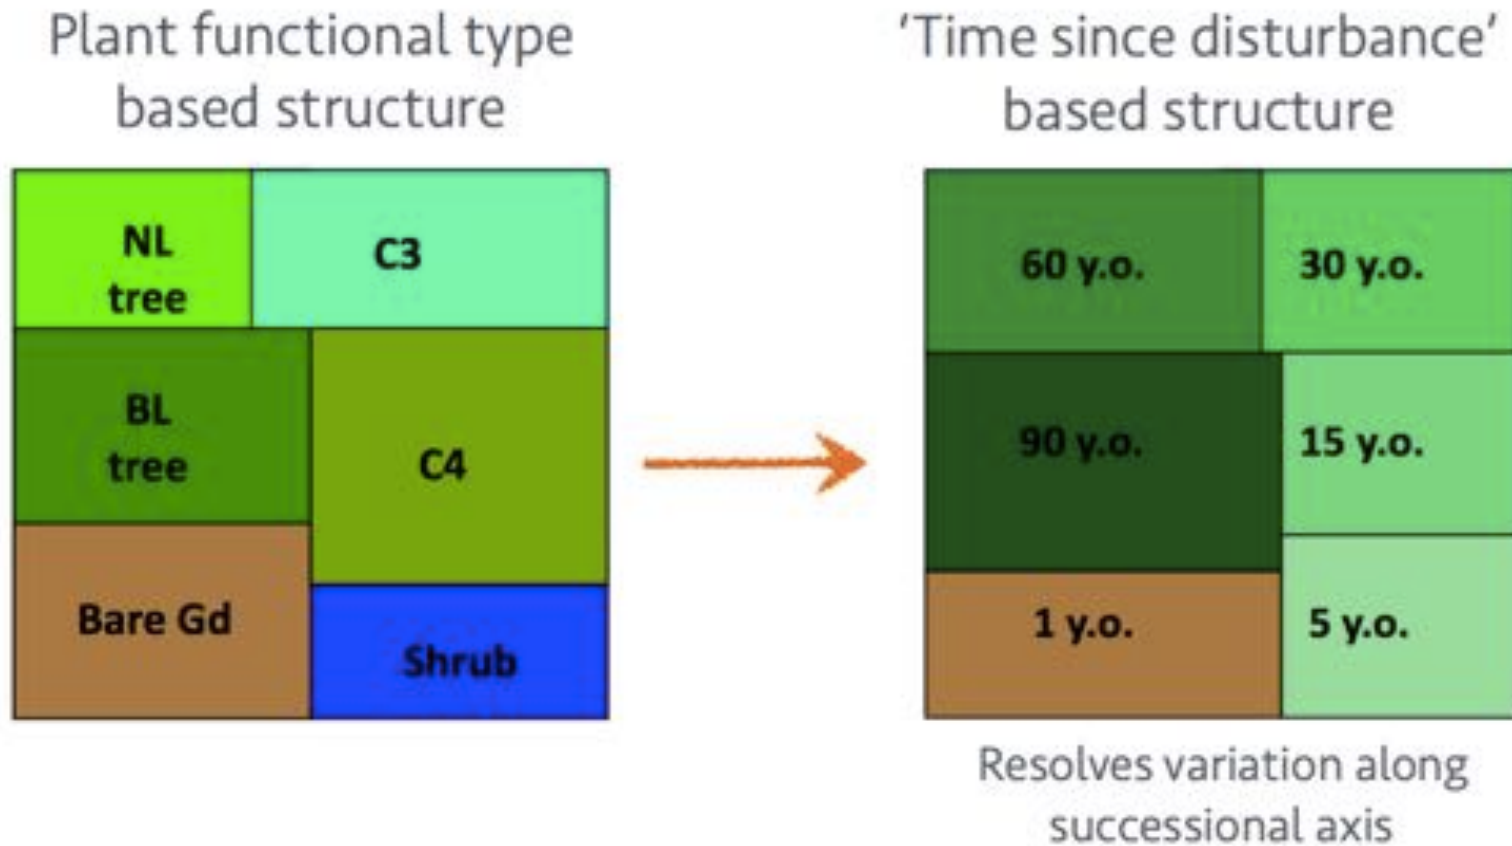 Plant functional type
based structure
NL
tree
C3
BL
tree
C4
Bare Gd
Shrub
'Time since disturbance'
based structure
60 y.o.
30 y.o.
90 y.o.
15 y.o.
1 y.o.
5 y.o.
Resolves variation along
successional axis